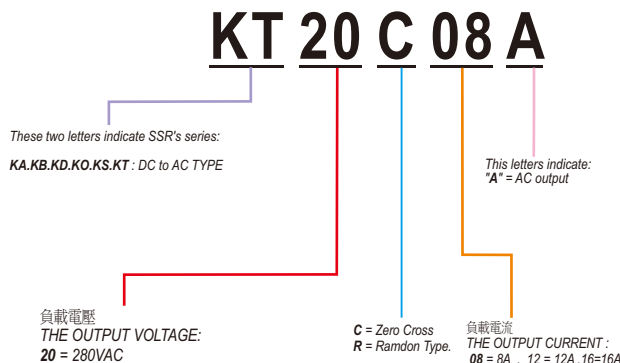 KT 20 C 08 A
These two letters indicate SSR's series:
KA.KB.KD.KO.KS.KT : DC to AC TYPE
This letters indicate:
"A" = AC output
負載電壓
THE OUTPUT VOLTAGE:
20 = 280VAC
C = Zero Cross
R = Ramdon Type.
負載電流
THE OUTPUT CURRENT :
08 = 8A . 12 = 12A .16=16A